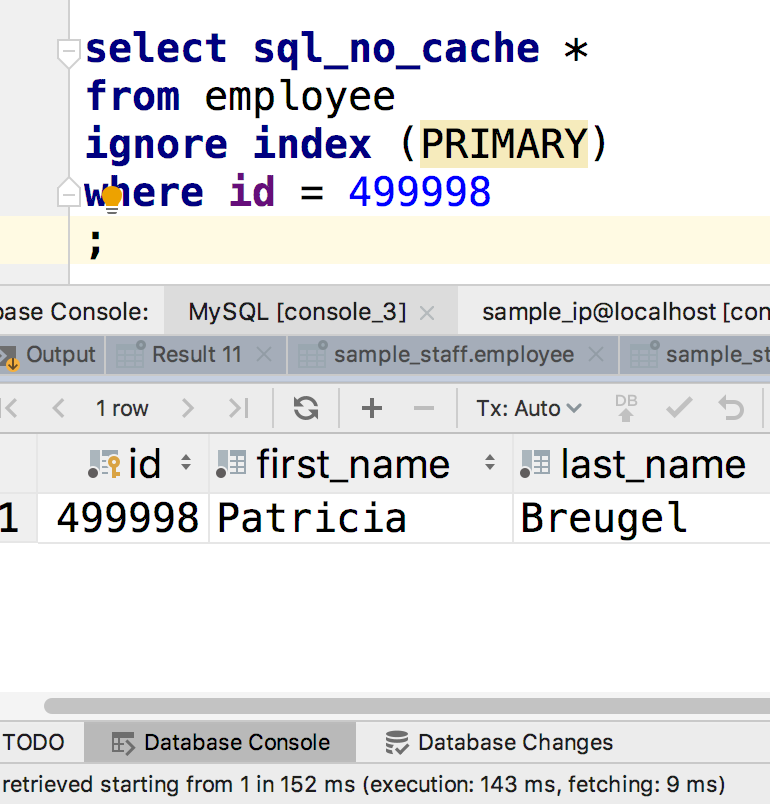 select sql_no_cache *
from employee
ignore index (PRIMARY)
where id = 499998
;
base Console: MySQL [console_3] sample_ip@localhost [con
Output Result 11 sample_staff.employee sample_st
1 row Tx: Auto DB
id first_name last_name
1 499998 Patricia Breugel
TODO Database Console Database Changes
retrieved starting from 1 in 152 ms (execution: 143 ms, fetching: 9 ms)